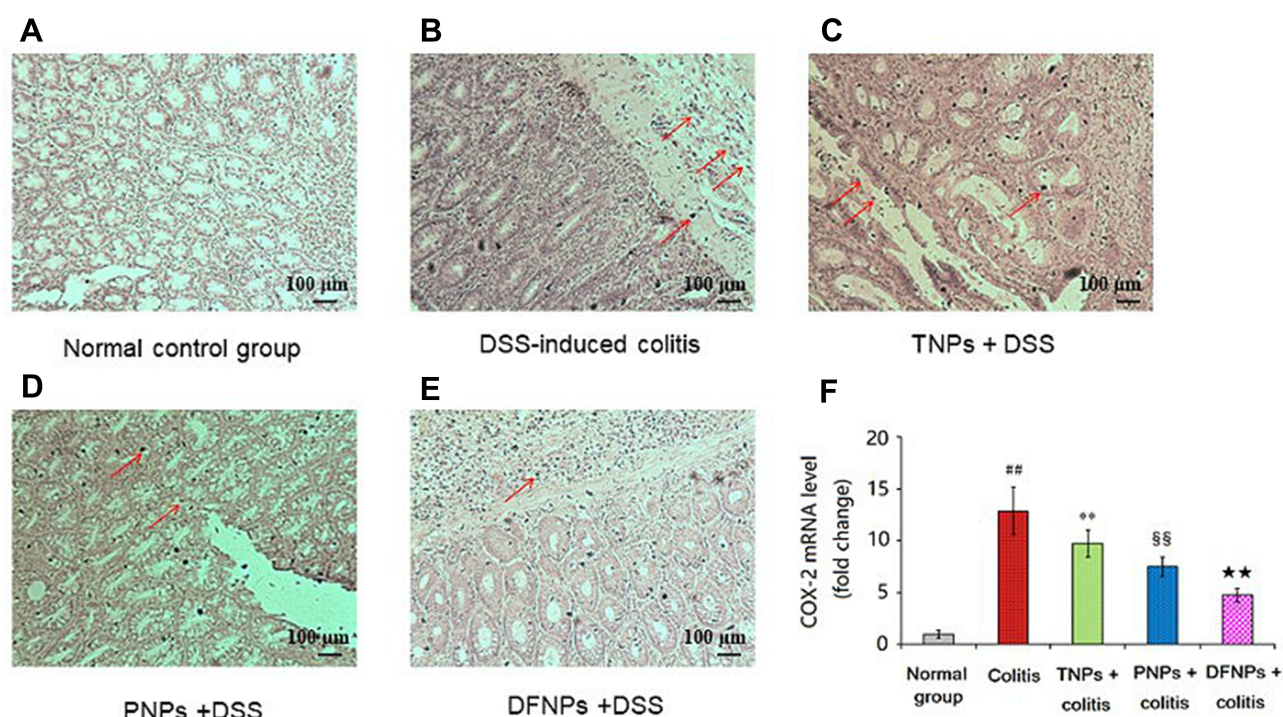 A
B
C
100 μm
100 μm
100 μm
Normal control group
DSS-induced colitis
TNPs + DSS
D
E
F
100 μm
100 μm
PNPs +DSS
DFNPs +DSS
COX-2 mRNA level
(fold change)
20
15
10
5
0
##
**
§§
★★
Normal
group
Colitis
TNPs +
colitis
PNPs +
colitis
DFNPs +
colitis